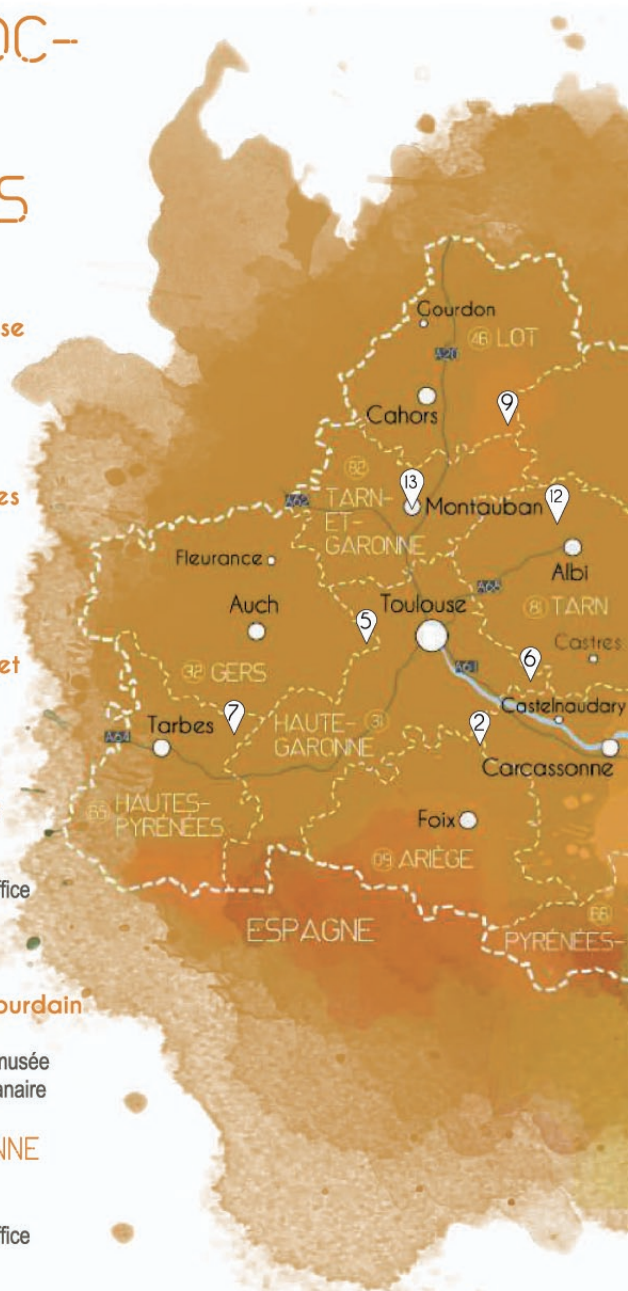 OC-
S
se
es
et
ffice
ourdain
musée
anaire
NNE
ffice
Gourdon
46 LOT
A20
Cahors
9
82
TARN-
ET-
GARONNE
13
Montauban
12
A62
Fleurance
Albi
A68
Auch
5
Toulouse
81 TARN
Castres
6
A61
32 GERS
7
Castelnaudary
2
Tarbes
A64
HAUTE-
GARONNE
31
Carcassonne
65 HAUTES-
PYRÉNÉES
Foix
09 ARIÈGE
66
ESPAGNE
PYRÉNÉES-